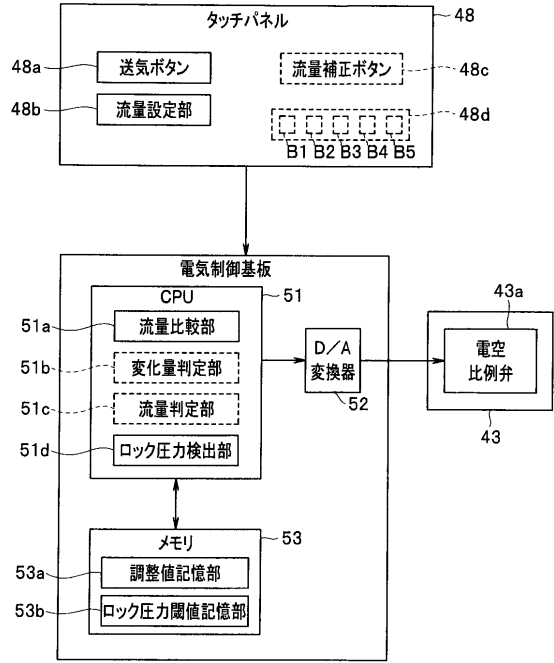 タッチパネル
48
48a
送気ボタン
流量補正ボタン
48c
48b
流量設定部
48d
B1 B2 B3 B4 B5
電気制御基板
CPU
51
51a
流量比較部
51b
変化量判定部
51c
流量判定部
51d
ロック圧力検出部
D/A
変換器
52
43a
電空
比例弁
43
メモリ
53
53a
調整値記憶部
53b
ロック圧力閾値記憶部